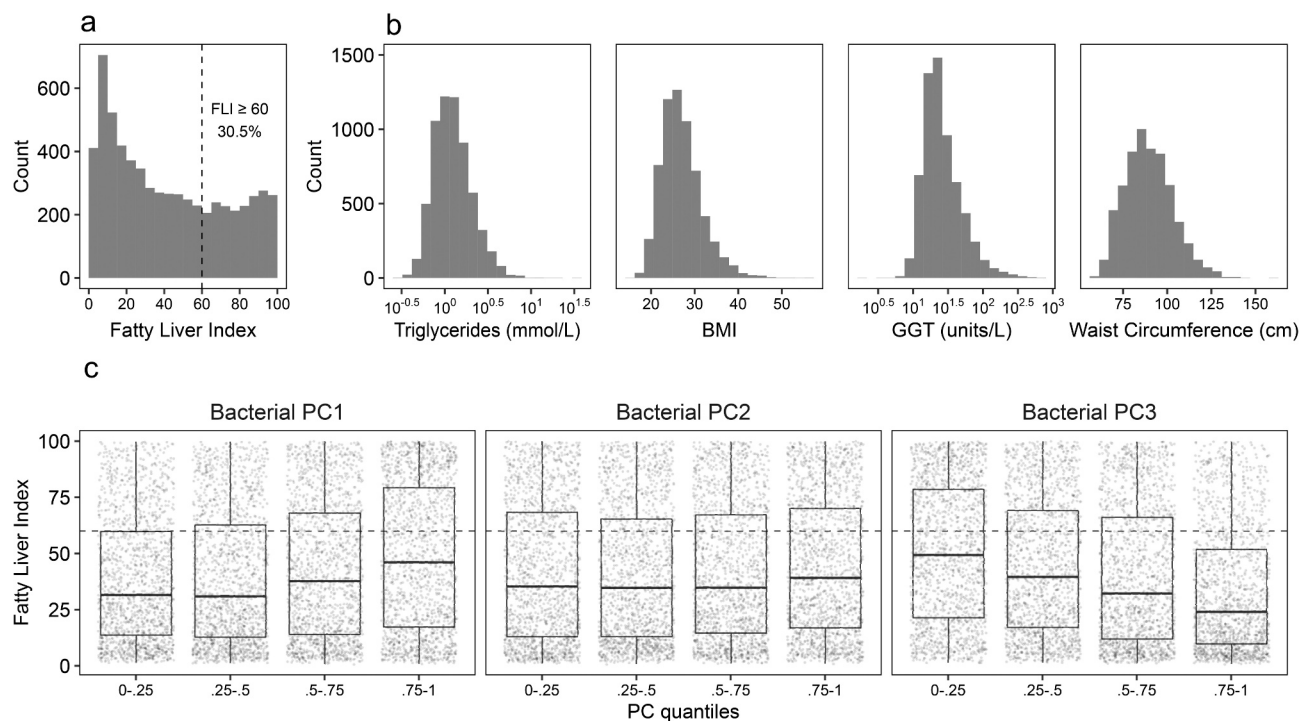 a
b
600
400
200
0
Count
FLI ≥ 60
30.5%
0 20 40 60 80 100
Fatty Liver Index
1500
1000
500
0
Count
10^-0.5 10^0 10^0.5 10^1 10^1.5
Triglycerides (mmol/L)
20 30 40 50
BMI
10^0.5 10^1 10^1.5 10^2 10^2.5 10^3
GGT (units/L)
75 100 125 150
Waist Circumference (cm)
c
Bacterial PC1 Bacterial PC2 Bacterial PC3
100
75
50
25
0
Fatty Liver Index
0-.25 .25-.5 .5-.75 .75-1
0-.25 .25-.5 .5-.75 .75-1
0-.25 .25-.5 .5-.75 .75-1
PC quantiles